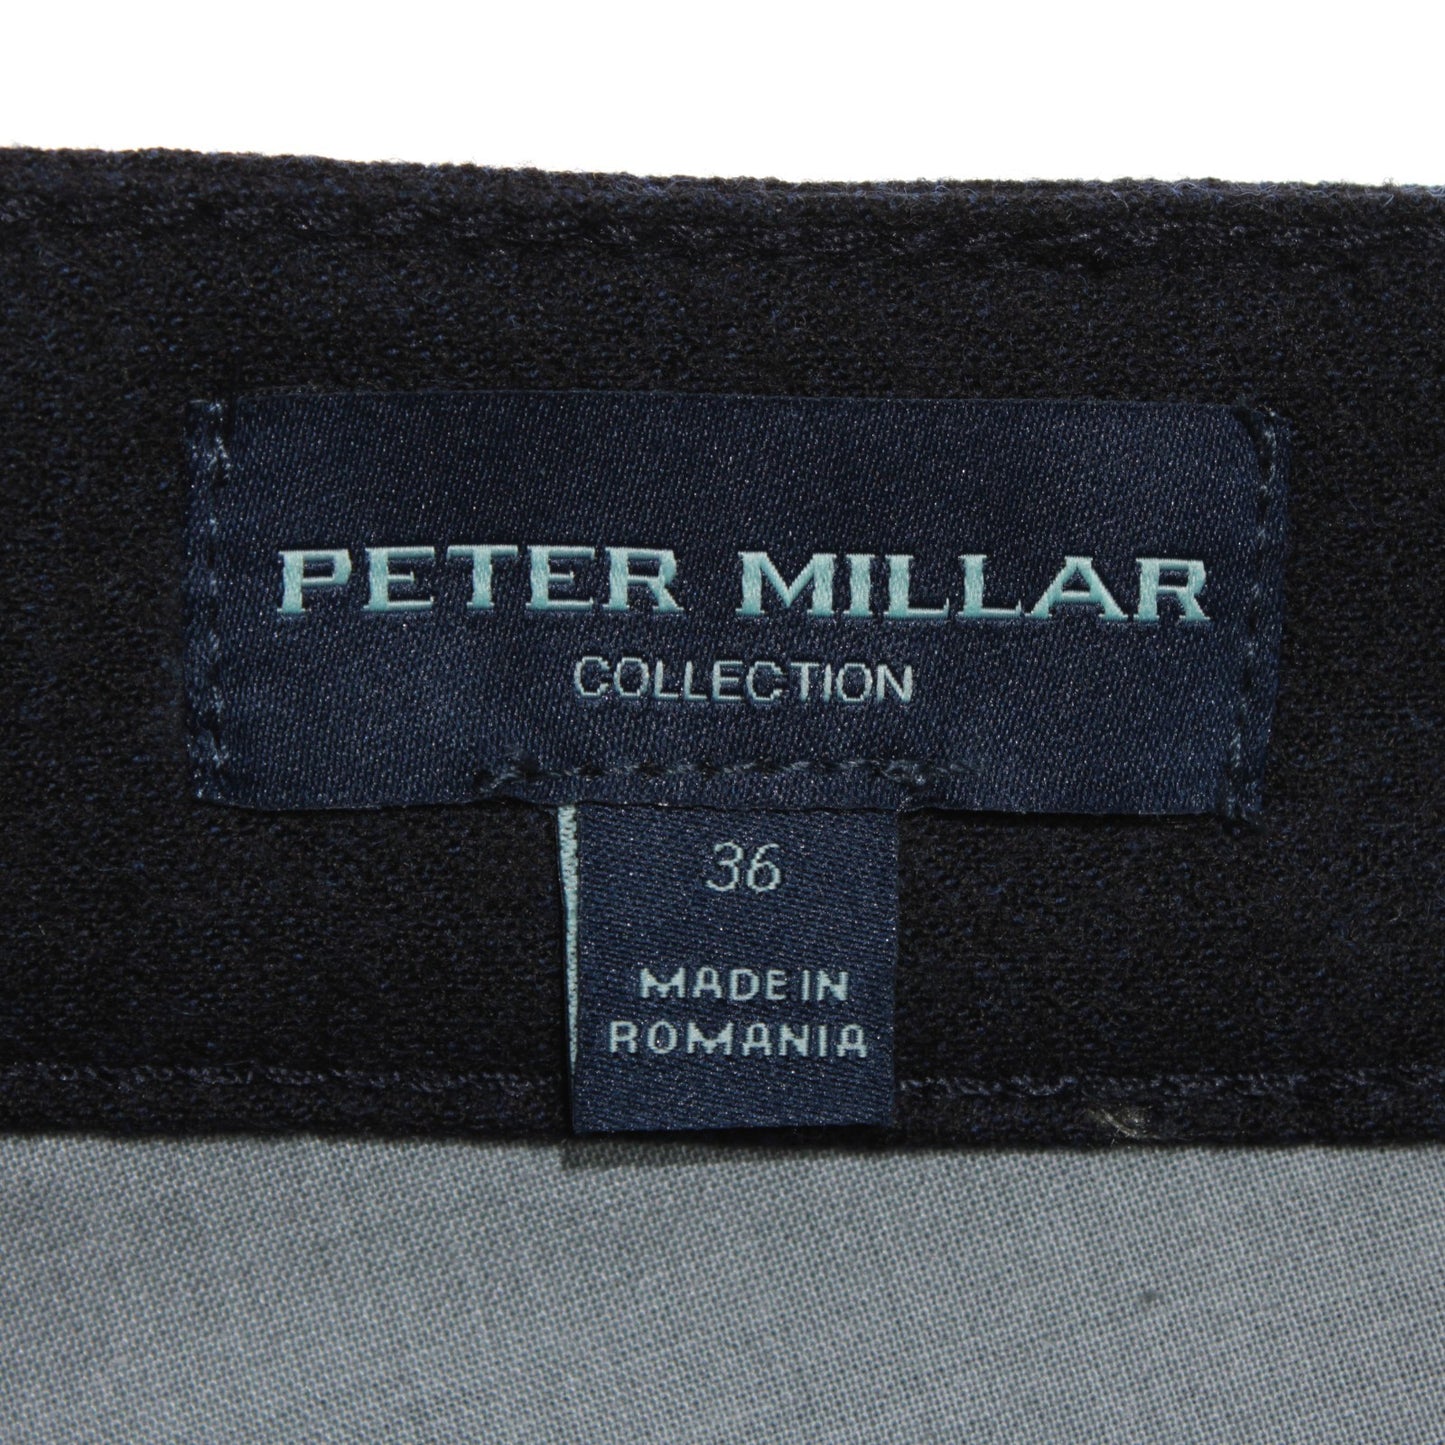 PETER MILLAR
COLLECTION
36
MADE IN
ROMANIA